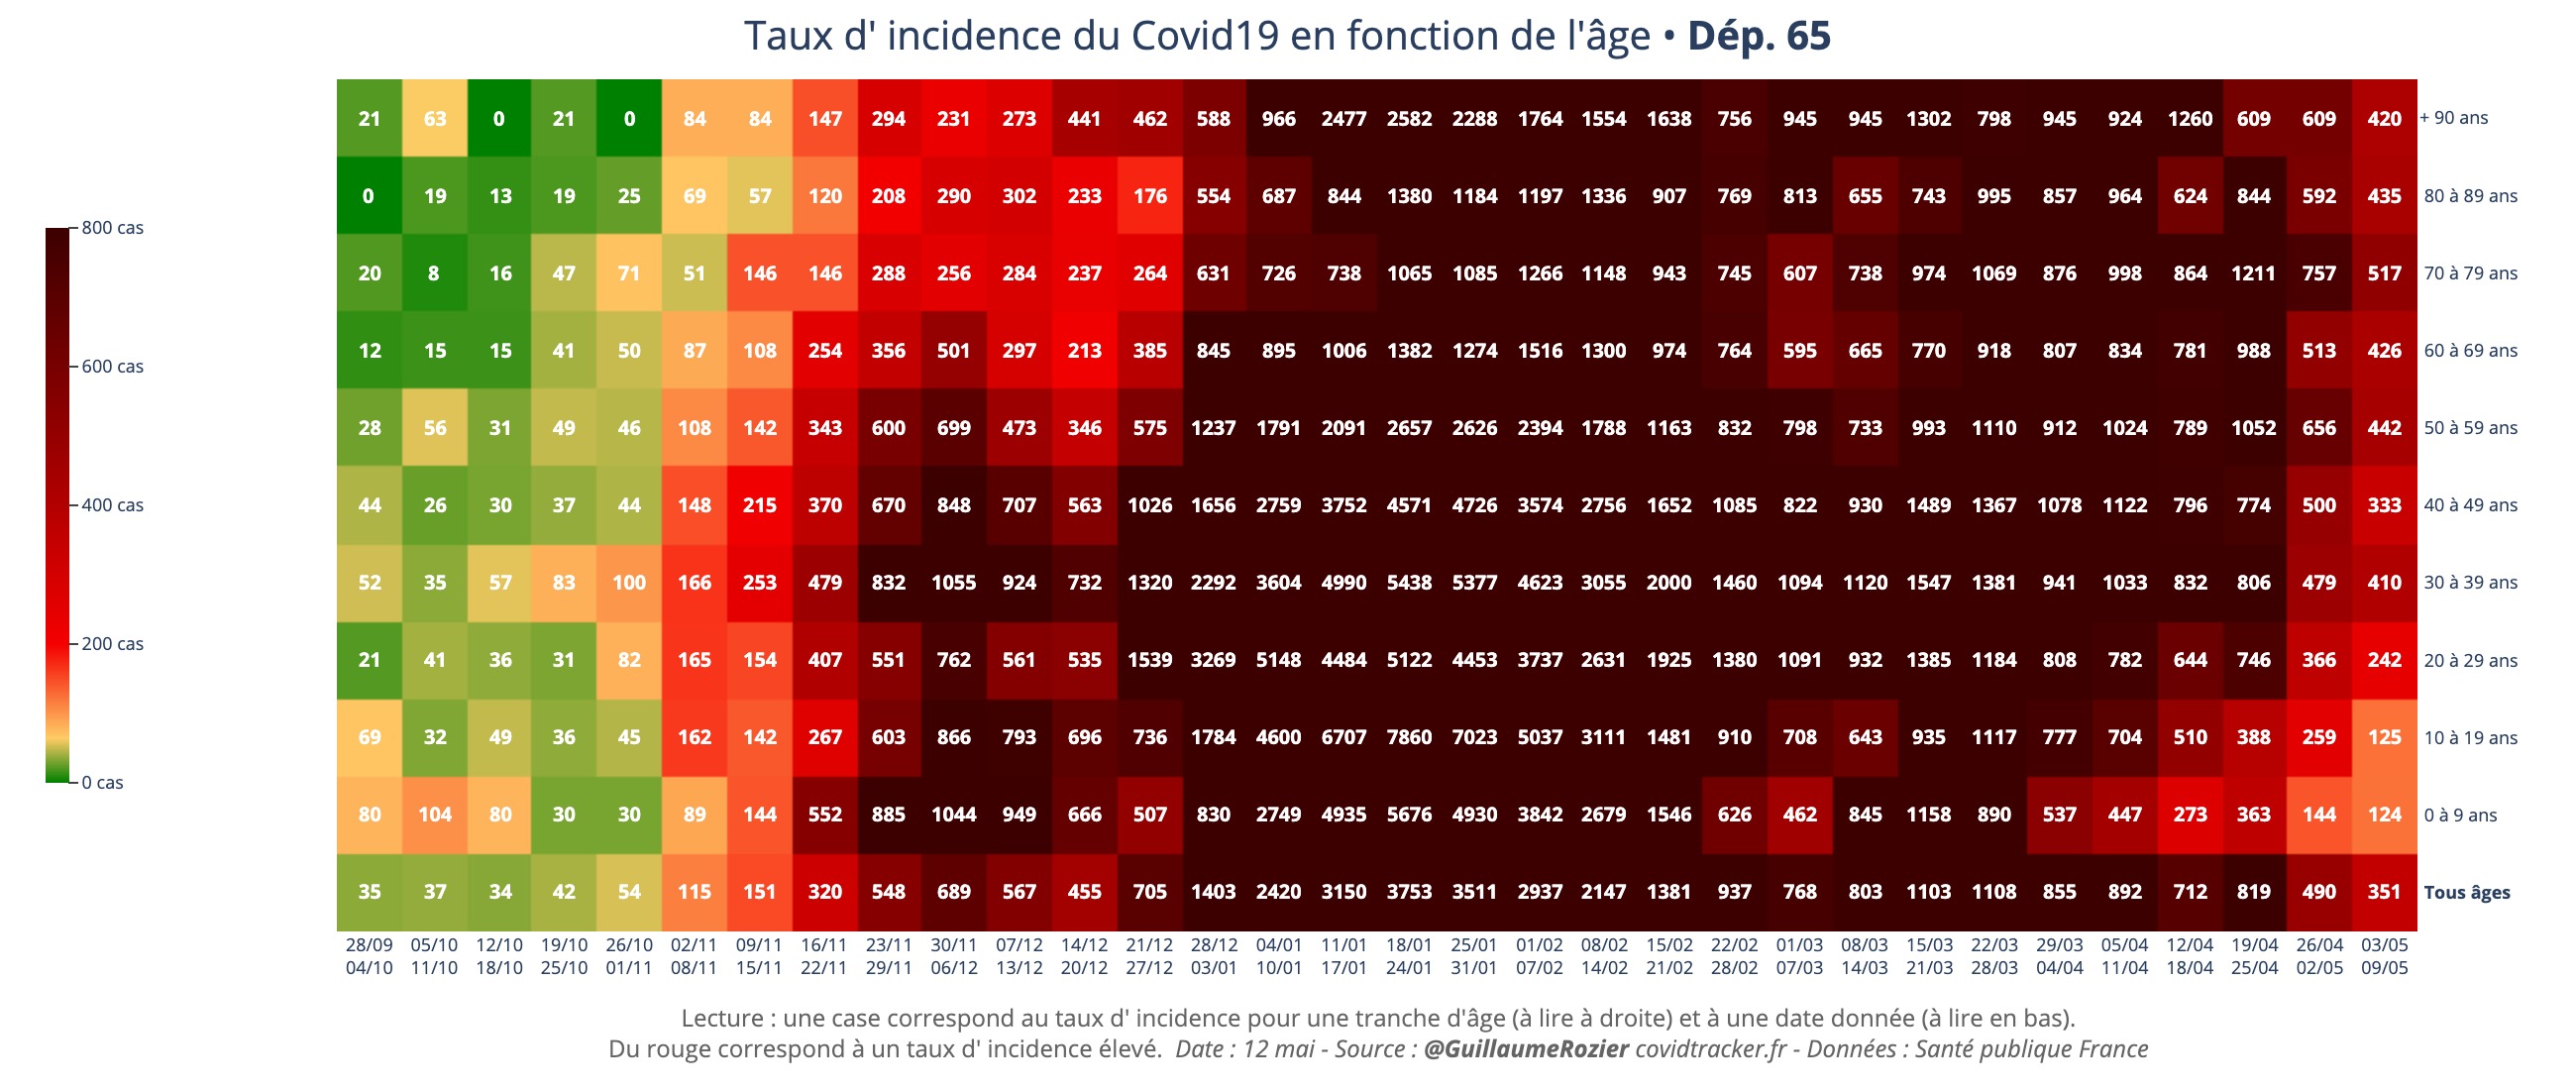 Taux d' incidence du Covid19 en fonction de l'âge • Dép. 65
800 cas
600 cas
400 cas
200 cas
0 cas
21 63 0 21 0 84 84 147 294 231 273 441 462 588 966 2477 2582 2288 1764 1554 1638 756 945 945 1302 798 945 924 1260 609 609 420 + 90 ans
0 19 13 19 25 69 57 120 208 290 302 233 176 554 687 844 1380 1184 1197 1336 907 769 813 655 743 995 857 964 624 844 592 435 80 à 89 ans
20 8 16 47 71 51 146 146 288 256 284 237 264 631 726 738 1065 1085 1266 1148 943 745 607 738 974 1069 876 998 864 1211 757 517 70 à 79 ans
12 15 15 41 50 87 108 254 356 501 297 213 385 845 895 1006 1382 1274 1516 1300 974 764 595 665 770 918 807 834 781 988 513 426 60 à 69 ans
28 56 31 49 46 108 142 343 600 699 473 346 575 1237 1791 2091 2657 2626 2394 1788 1163 832 798 733 993 1110 912 1024 789 1052 656 442 50 à 59 ans
44 26 30 37 44 148 215 370 670 848 707 563 1026 1656 2759 3752 4571 4726 3574 2756 1652 1085 822 930 1489 1367 1078 1122 796 774 500 333 40 à 49 ans
52 35 57 83 100 166 253 479 832 1055 924 732 1320 2292 3604 4990 5438 5377 4623 3055 2000 1460 1094 1120 1547 1381 941 1033 832 806 479 410 30 à 39 ans
21 41 36 31 82 165 154 407 551 762 561 535 1539 3269 5148 4484 5122 4453 3737 2631 1925 1380 1091 932 1385 1184 808 782 644 746 366 242 20 à 29 ans
69 32 49 36 45 162 142 267 603 866 793 696 736 1784 4600 6707 7860 7023 5037 3111 1481 910 708 643 935 1117 777 704 510 388 259 125 10 à 19 ans
80 104 80 30 30 89 144 552 885 1044 949 666 507 830 2749 4935 5676 4930 3842 2679 1546 626 462 845 1158 890 537 447 273 363 144 124 0 à 9 ans
35 37 34 42 54 115 151 320 548 689 567 455 705 1403 2420 3150 3753 3511 2937 2147 1381 937 768 803 1103 1108 855 892 712 819 490 351 Tous âges
28/09 05/10 12/10 19/10 26/10 02/11 09/11 16/11 23/11 30/11 07/12 14/12 21/12 28/12 04/01 11/01 18/01 25/01 01/02 08/02 15/02 22/02 01/03 08/03 15/03 22/03 29/03 05/04 12/04 19/04 26/04 03/05
04/10 11/10 18/10 25/10 01/11 08/11 15/11 22/11 29/11 06/12 13/12 20/12 27/12 03/01 10/01 17/01 24/01 31/01 07/02 14/02 21/02 28/02 07/03 14/03 21/03 28/03 04/04 11/04 18/04 25/04 02/05 09/05
Lecture : une case correspond au taux d' incidence pour une tranche d'âge (à lire à droite) et à une date donnée (à lire en bas).
Du rouge correspond à un taux d' incidence élevé. Date : 12 mai - Source : @GuillaumeRozier covidtracker.fr - Données : Santé publique France